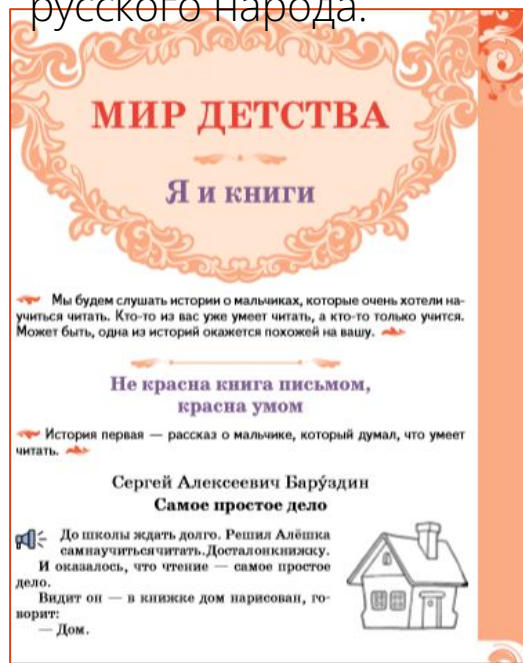 русского народа.
МИР ДЕТСТВА
Я и книги
Мы будем слушать истории о мальчиках, которые очень хотели на-
учиться читать. Кто-то из вас уже умеет читать, а кто-то только учится.
Может быть, одна из историй окажется похожей на вашу.
Не красна книга письмом,
красна умом
История первая — рассказ о мальчике, который думал, что умеет
читать.
Сергей Алексеевич Бару́здин
Самое простое дело
До школы ждать долго. Решил Алёшка
самнаучитьсячитать.Досталонкнижку.
И оказалось, что чтение — самое простое
дело.
Видит он — в книжке дом нарисован, го-
ворит:
— Дом.